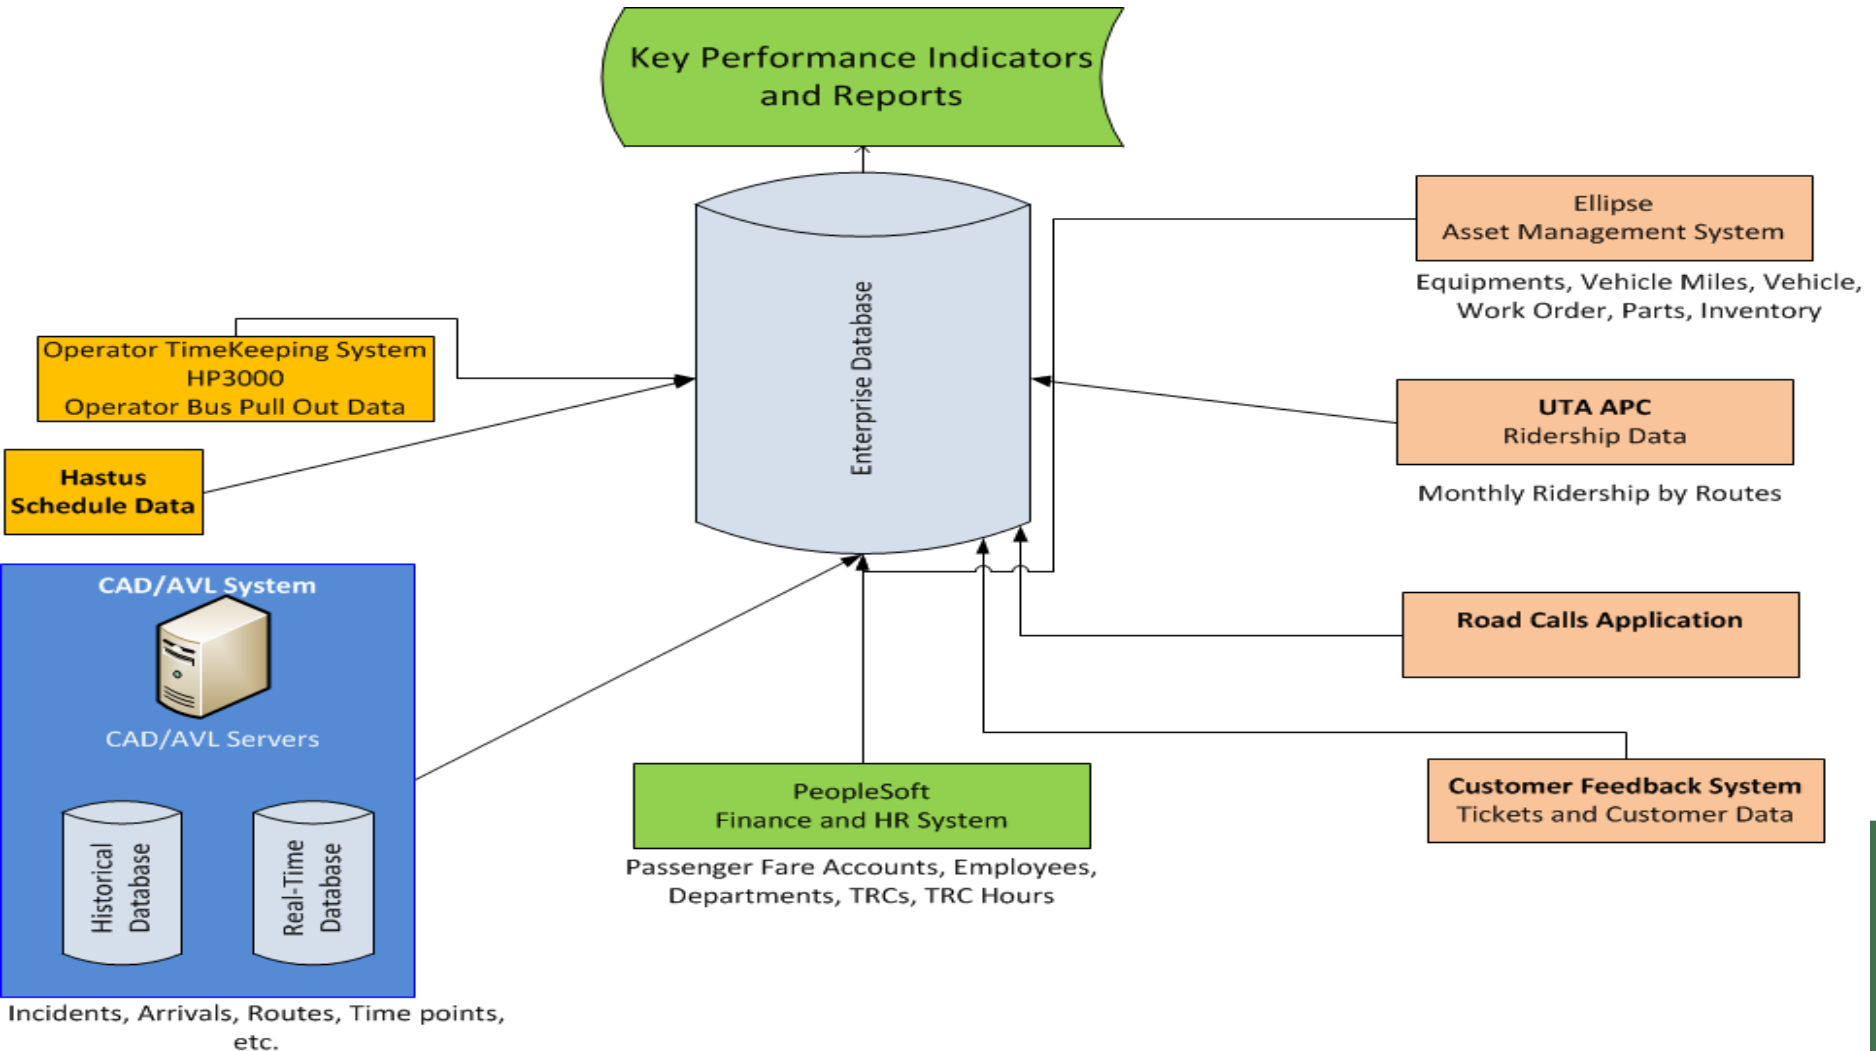 Key Performance Indicators
and Reports
Enterprise Database
Ellipse
Asset Management System
Equipments, Vehicle Miles, Vehicle,
Work Order, Parts, Inventory
Operator TimeKeeping System
HP3000
Operator Bus Pull Out Data
UTA APC
Ridership Data
Monthly Ridership by Routes
Hastus
Schedule Data
CAD/AVL System
CAD/AVL Servers
Historical
Database
Real-Time
Database
Incidents, Arrivals, Routes, Time points,
etc.
Road Calls Application
PeopleSoft
Finance and HR System
Passenger Fare Accounts, Employees,
Departments, TRCs, TRC Hours
Customer Feedback System
Tickets and Customer Data